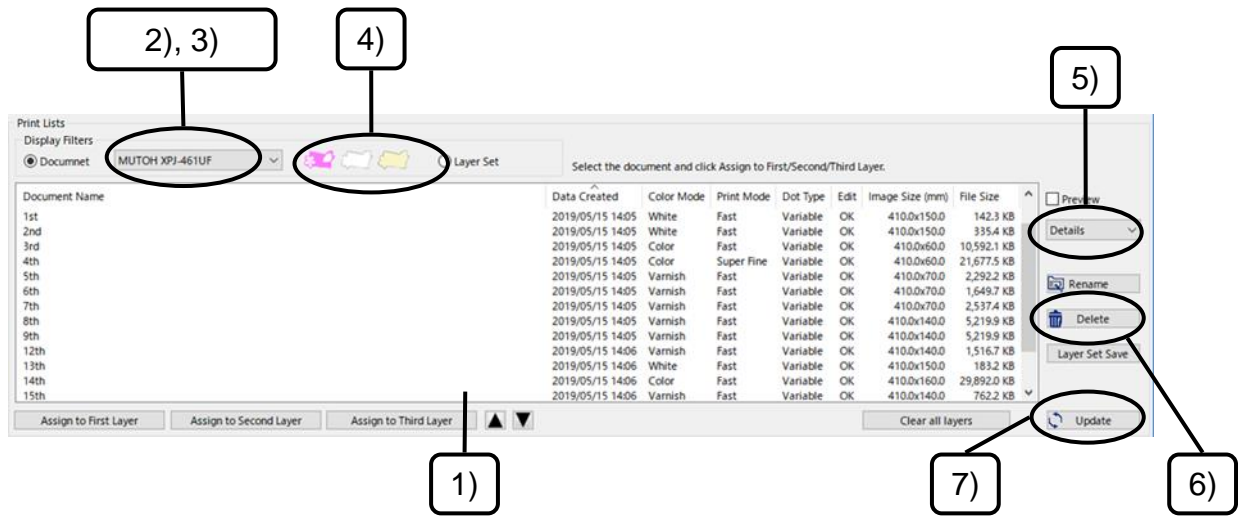 2), 3)
4)
5)
Print Lists
Display Filters
Documnet MUTOH XPJ-461UF Layer Set Select the document and click Assign to First/Second/Third Layer.
Document Name Data Created Color Mode Print Mode Dot Type Edit Image Size (mm) File Size Preview
1st 2019/05/15 14:05 White Fast Variable OK 410.0x150.0 142.3 KB
2nd 2019/05/15 14:05 White Fast Variable OK 410.0x150.0 335.4 KB Details
3rd 2019/05/15 14:05 Color Fast Variable OK 410.0x60.0 10,592.1 KB
4th 2019/05/15 14:05 Color Super Fine Variable OK 410.0x60.0 21,677.5 KB
5th 2019/05/15 14:05 Varnish Fast Variable OK 410.0x70.0 2,292.2 KB
6th 2019/05/15 14:05 Varnish Fast Variable OK 410.0x70.0 1,649.7 KB Rename
7th 2019/05/15 14:05 Varnish Fast Variable OK 410.0x70.0 2,537.4 KB
8th 2019/05/15 14:05 Varnish Fast Variable OK 410.0x140.0 5,219.9 KB Delete
9th 2019/05/15 14:05 Varnish Fast Variable OK 410.0x140.0 5,219.9 KB
12th 2019/05/15 14:06 Varnish Fast Variable OK 410.0x140.0 1,516.7 KB Layer Set Save
13th 2019/05/15 14:06 White Fast Variable OK 410.0x150.0 183.2 KB
14th 2019/05/15 14:06 Color Fast Variable OK 410.0x160.0 29,892.0 KB
15th 2019/05/15 14:06 Varnish Fast Variable OK 410.0x140.0 762.2 KB
Assign to First Layer Assign to Second Layer Assign to Third Layer Clear all layers Update
1)
7)
6)